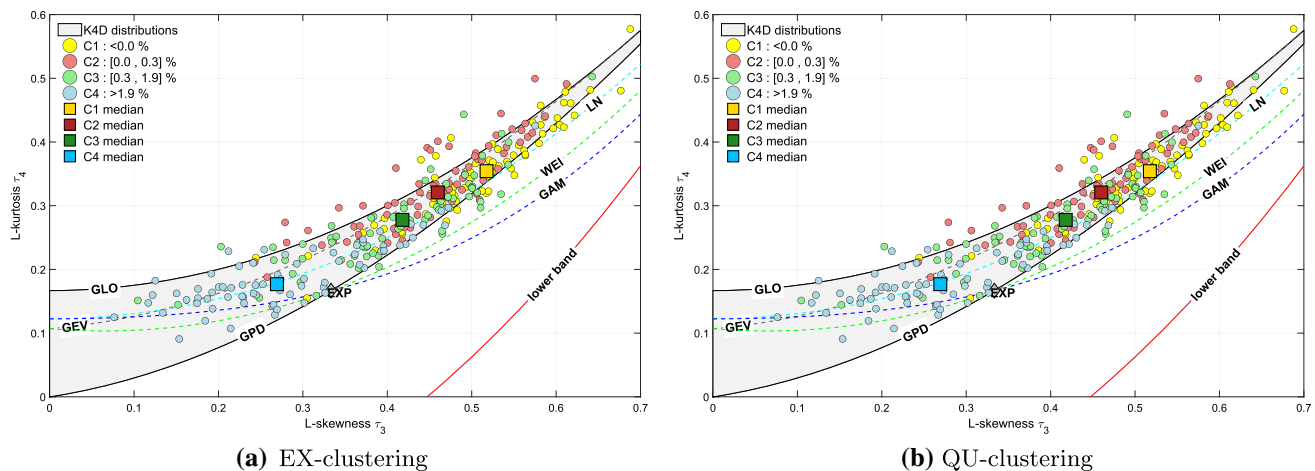 0.6
0.5
0.4
0.3
0.2
0.1
0
L-kurtosis τ4
K4D distributions
C1 : <0.0 %
C2 : [0.0 , 0.3] %
C3 : [0.3 , 1.9] %
C4 : >1.9 %
C1 median
C2 median
C3 median
C4 median
LN
WEI
GAM
GLO
GEV
GPD
EXP
lower band
0 0.1 0.2 0.3 0.4 0.5 0.6 0.7
L-skewness τ3
(a) EX-clustering
0.6
0.5
0.4
0.3
0.2
0.1
0
L-kurtosis τ4
K4D distributions
C1 : <0.0 %
C2 : [0.0 , 0.3] %
C3 : [0.3 , 1.9] %
C4 : >1.9 %
C1 median
C2 median
C3 median
C4 median
LN
WEI
GAM
GLO
GEV
GPD
EXP
lower band
0 0.1 0.2 0.3 0.4 0.5 0.6 0.7
L-skewness τ3
(b) QU-clustering